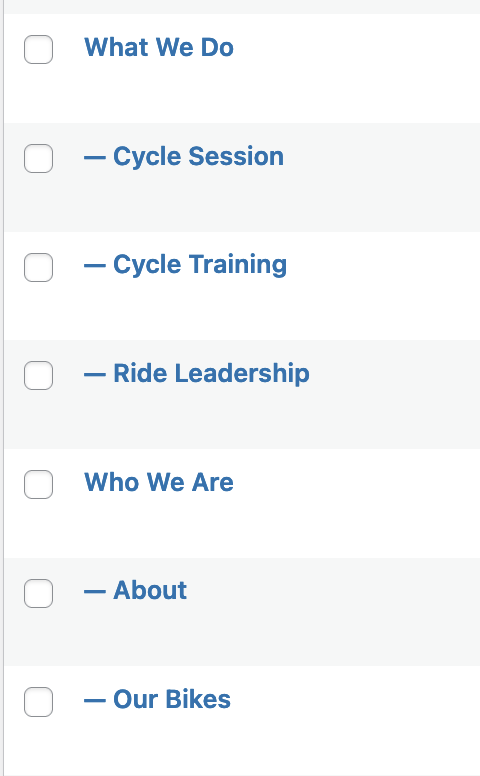 What We Do
— Cycle Session
— Cycle Training
— Ride Leadership
Who We Are
— About
— Our Bikes